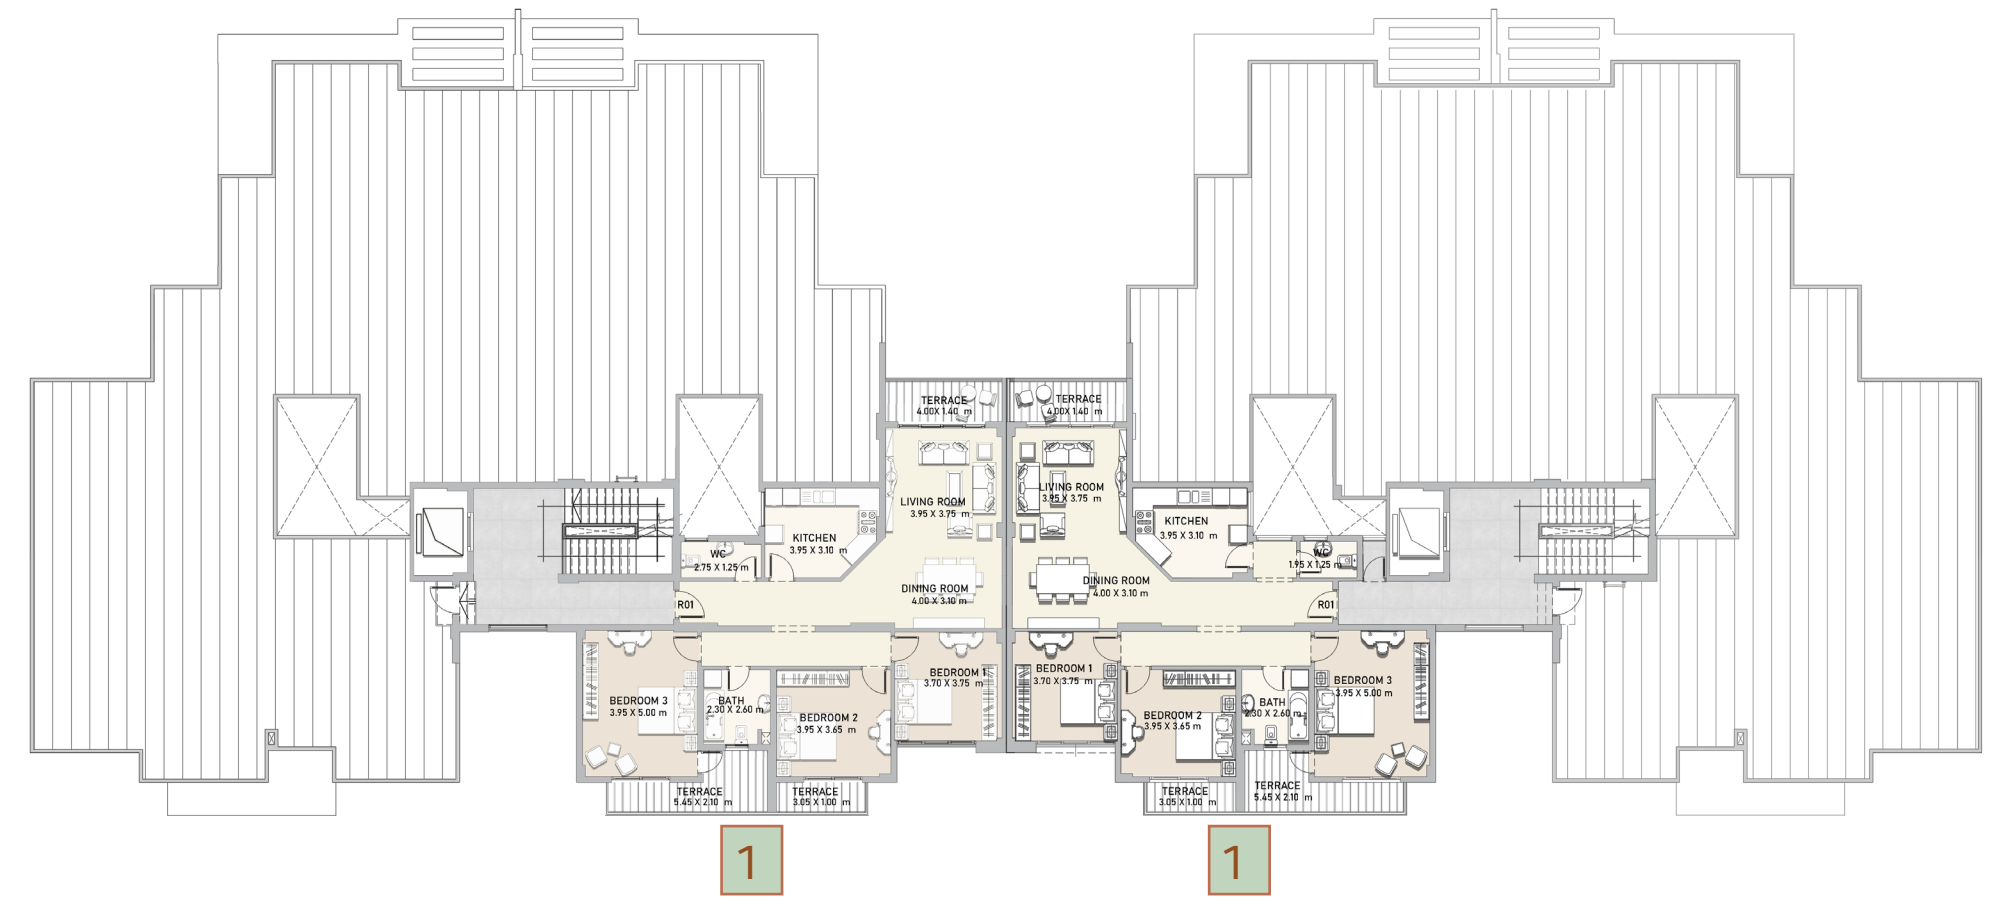 TERRACE
4.00X 1.40 m
TERRACE
4.00X 1.40 m
LIVING ROOM
3.95 X 3.75 m
LIVING ROOM
3.95 X 3.75 m
KITCHEN
3.95 X 3.10 m
KITCHEN
3.95 X 3.10 m
WC
2.75 X 1.25 m
WC
1.95 X 1.25 m
DINING ROOM
4.00 X 3.10 m
DINING ROOM
4.00 X 3.10 m
R01
R01
BEDROOM 3
3.95 X 5.00 m
BATH
2.30 X 2.60 m
BEDROOM 2
3.95 X 3.65 m
BEDROOM 1
3.70 X 3.75 m
BEDROOM 1
3.70 X 3.75 m
BEDROOM 2
3.95 X 3.65 m
BATH
2.30 X 2.60 m
BEDROOM 3
3.95 X 5.00 m
TERRACE
5.45 X 2.10 m
TERRACE
3.05 X 1.00 m
TERRACE
3.05 X 1.00 m
TERRACE
5.45 X 2.10 m
1
1